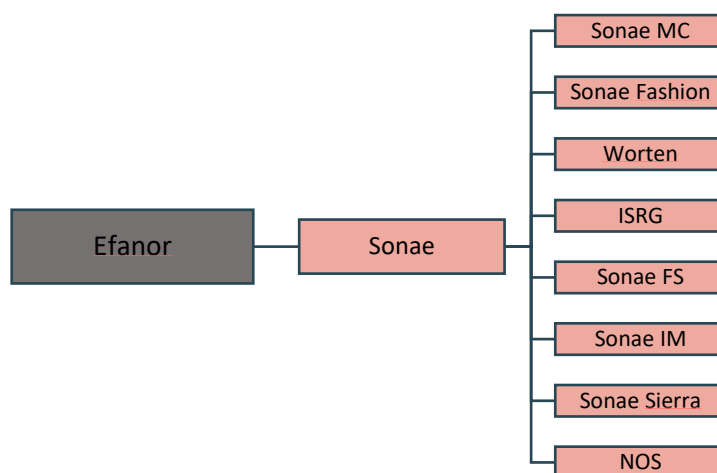 Efanor
Sonae
Sonae MC
Sonae Fashion
Worten
ISRG
Sonae FS
Sonae IM
Sonae Sierra
NOS